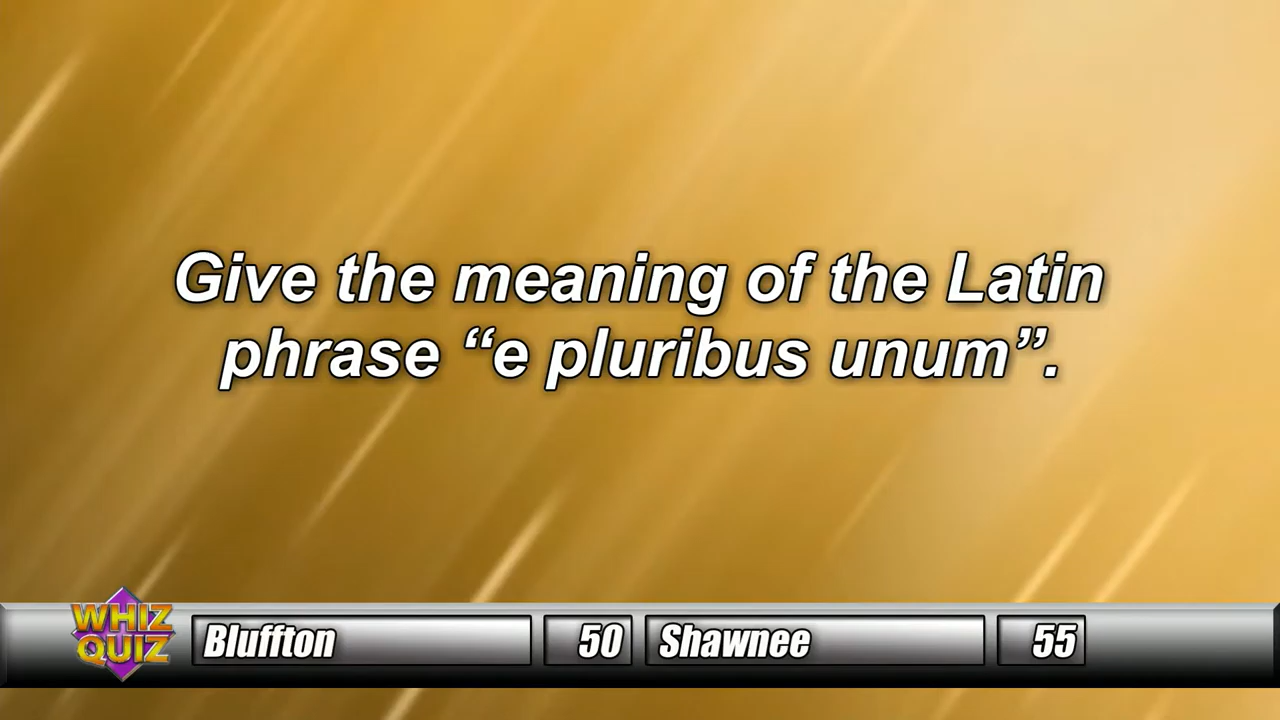 Give the meaning of the Latin
phrase “e pluribus unum”.
WHIZ
QUIZ
Bluffton 50 Shawnee 55